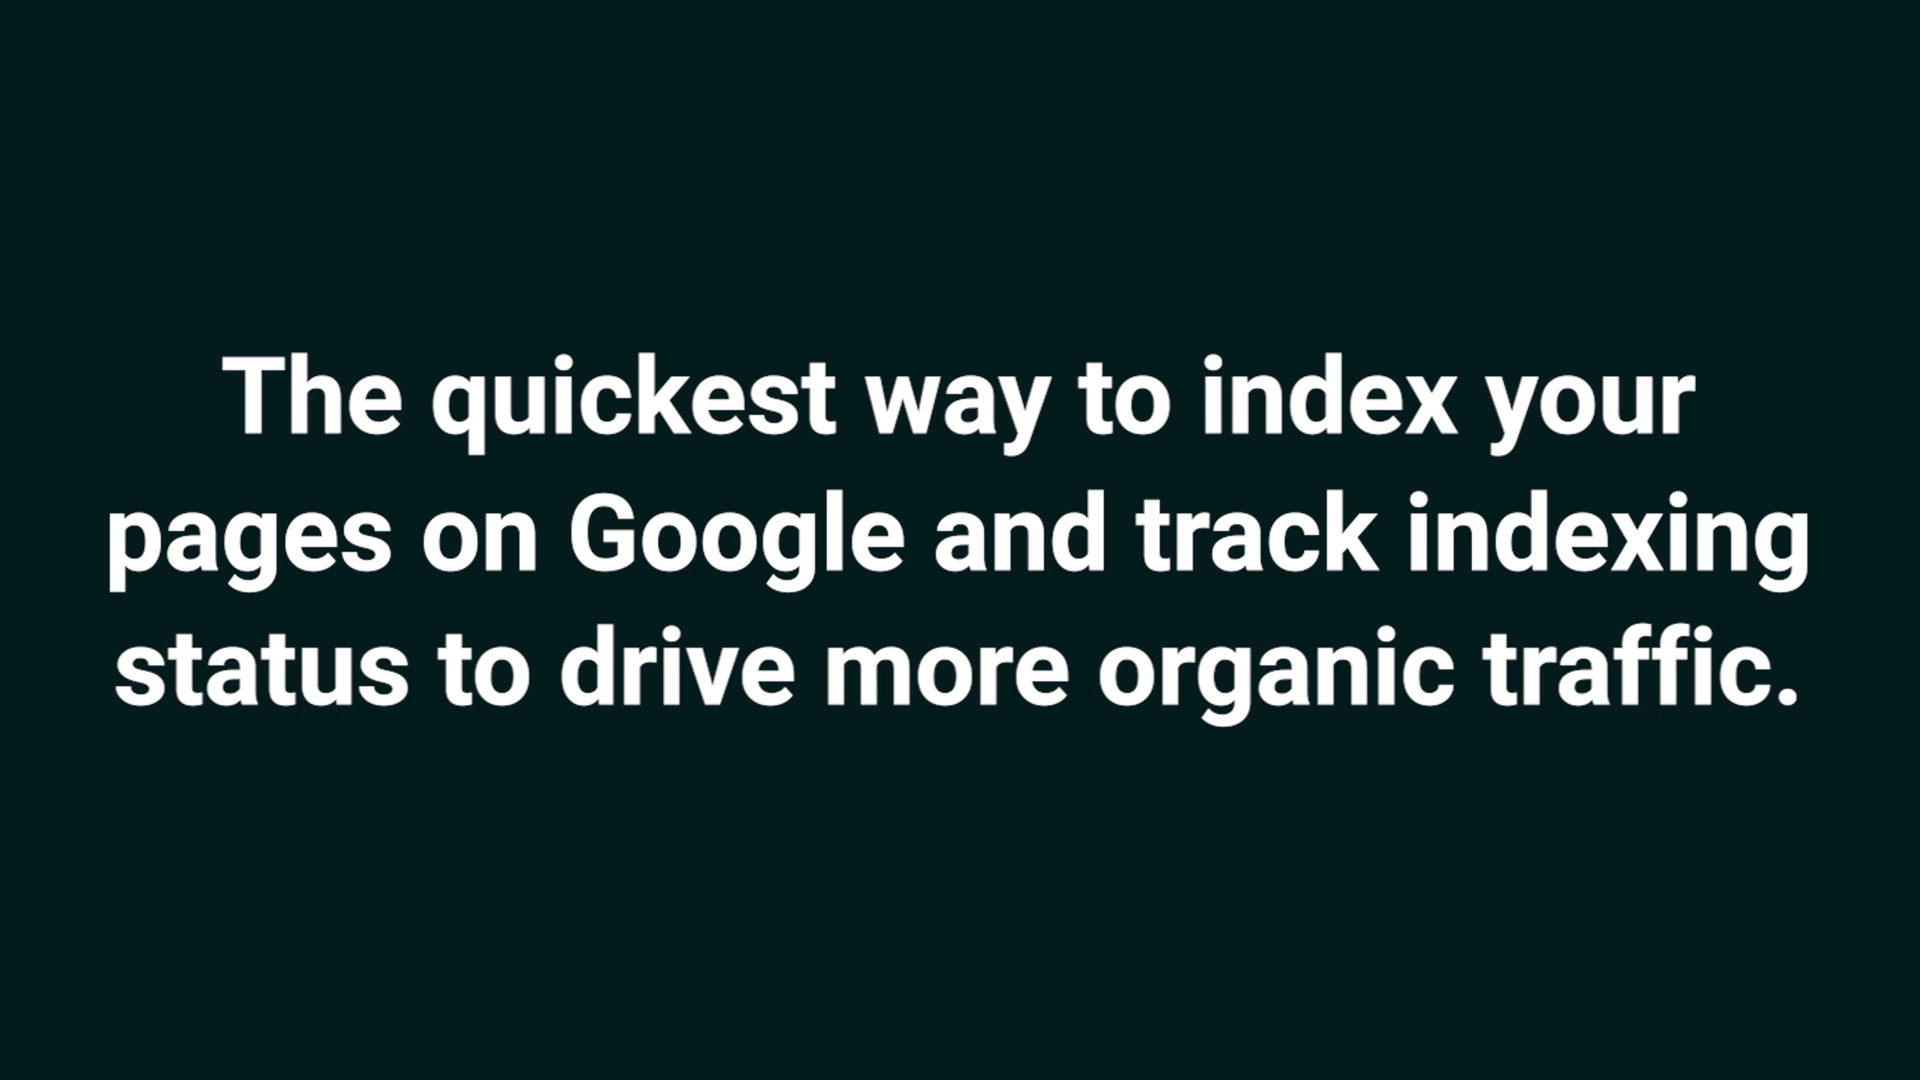 The quickest way to index your
pages on Google and track indexing
status to drive more organic traffic.